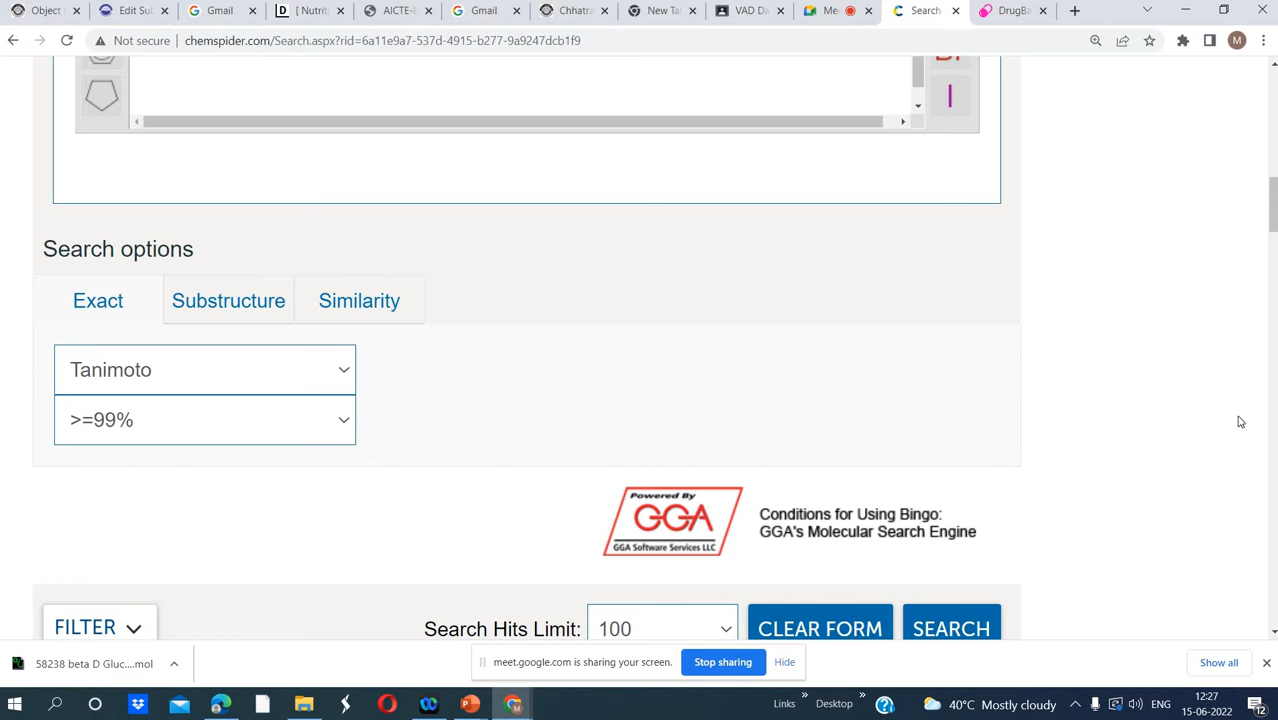 Chhatra Edit Sul Gmail [ Nutriti AICTE-I Gmail Chhatra New Ta VAD Da Me Search DrugBa
Not secure chemspider.com/Search.aspx?rid=6a11e9a7-537d-4915-b277-9a9247dcb1f9 M
I
Search options
Exact Substructure Similarity
Tanimoto
>=99%
Powered By
GGA
GGA Software Services LLC
Conditions for Using Bingo:
GGA's Molecular Search Engine
FILTER Search Hits Limit: 100 CLEAR FORM SEARCH
58238 beta D Gluc....mol meet.google.com is sharing your screen. Stop sharing Hide Show all
Links » Desktop » 40°C Mostly cloudy ENG 12:27
15-06-2022 12